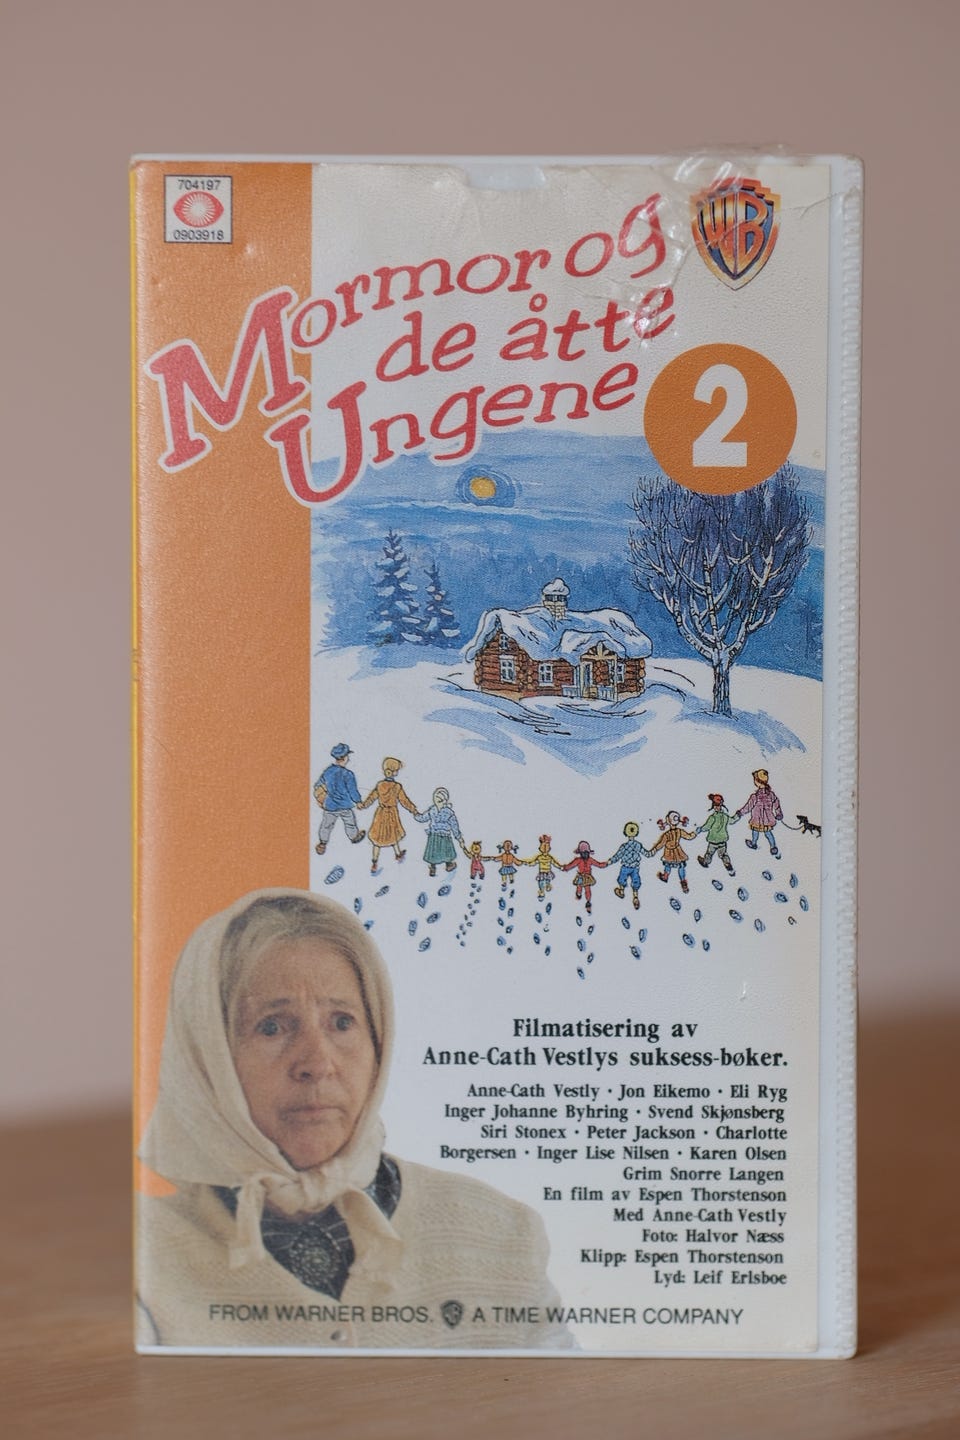 704197
0903918
WB
Mormor og
de åtte
Ungene
2
Filmatisering av
Anne-Cath Vestlys suksess-bøker.
Anne-Cath Vestly · Jon Eikemo · Eli Ryg
Inger Johanne Byhring · Svend Skjønsberg
Siri Stonex · Peter Jackson · Charlotte
Borgersen · Inger Lise Nilsen · Karen Olsen
Grim Snorre Langen
En film av Espen Thorstenson
Med Anne-Cath Vestly
Foto: Halvor Næss
Klipp: Espen Thorstenson
Lyd: Leif Erlsboe
FROM WARNER BROS. WB A TIME WARNER COMPANY